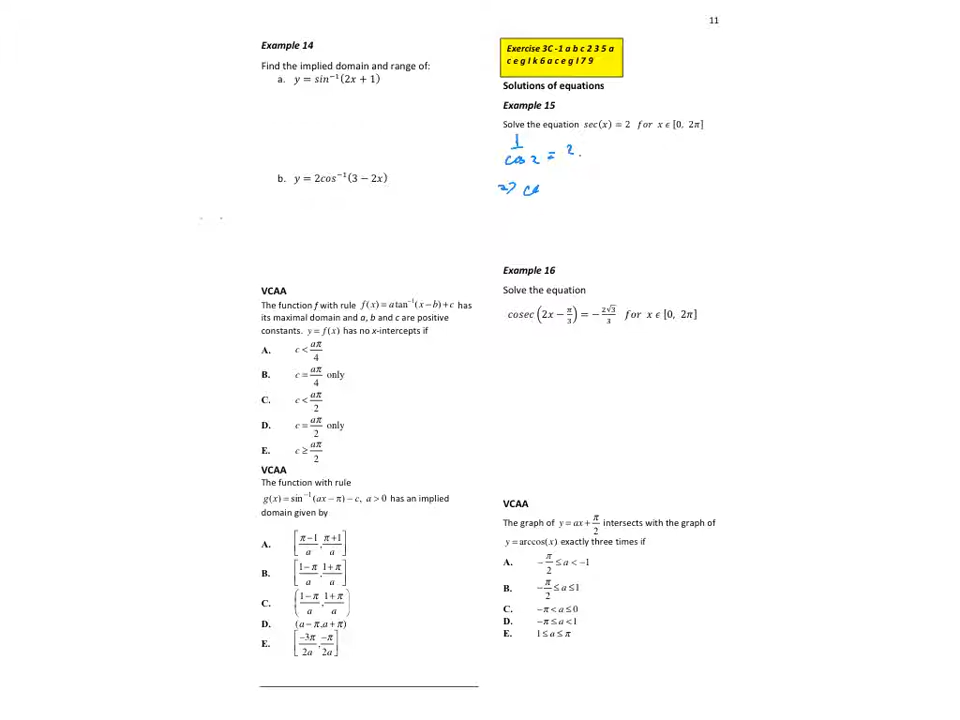 11
Example 14
Find the implied domain and range of:
a. y = sin⁻¹(2x + 1)
b. y = 2cos⁻¹(3 − 2x)
VCAA
The function f with rule f(x) = a tan⁻¹(x − b) + c has
its maximal domain and a, b and c are positive
constants. y = f(x) has no x-intercepts if
A. c < aπ/4
B. c = aπ/4 only
C. c < aπ/2
D. c = aπ/2 only
E. c ≥ aπ/2
VCAA
The function with rule
g(x) = sin⁻¹(ax − π) − c, a > 0 has an implied
domain given by
A. [(π−1)/a, (π+1)/a]
B. [(1−π)/a, (1+π)/a]
C. ((1−π)/a, (1+π)/a)
D. (a − π, a + π)
E. [−3π/2a, −π/2a]
Exercise 3C -1 a b c 2 3 5 a
c e g I k 6 a c e g I 7 9
Solutions of equations
Example 15
Solve the equation sec(x) = 2 for x ϵ [0, 2π]
1/cos x = 2.
=> co
Example 16
Solve the equation
cosec (2x − π/3) = − 2√3/3 for x ϵ [0, 2π]
VCAA
The graph of y = ax + π/2 intersects with the graph of
y = arccos(x) exactly three times if
A. −π/2 ≤ a < −1
B. −π/2 ≤ a ≤ 1
C. −π < a ≤ 0
D. −π ≤ a < 1
E. 1 ≤ a ≤ π